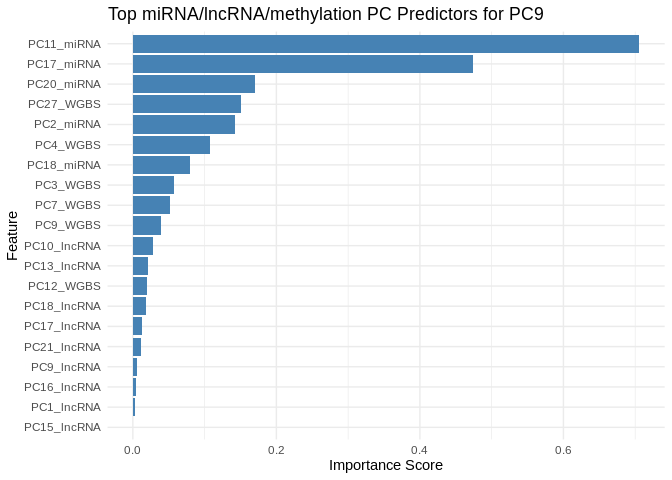 Top miRNA/lncRNA/methylation PC Predictors for PC9
Feature
PC11_miRNA
PC17_miRNA
PC20_miRNA
PC27_WGBS
PC2_miRNA
PC4_WGBS
PC18_miRNA
PC3_WGBS
PC7_WGBS
PC9_WGBS
PC10_lncRNA
PC13_lncRNA
PC12_WGBS
PC18_lncRNA
PC17_lncRNA
PC21_lncRNA
PC9_lncRNA
PC16_lncRNA
PC1_lncRNA
PC15_lncRNA
0.0 0.2 0.4 0.6
Importance Score